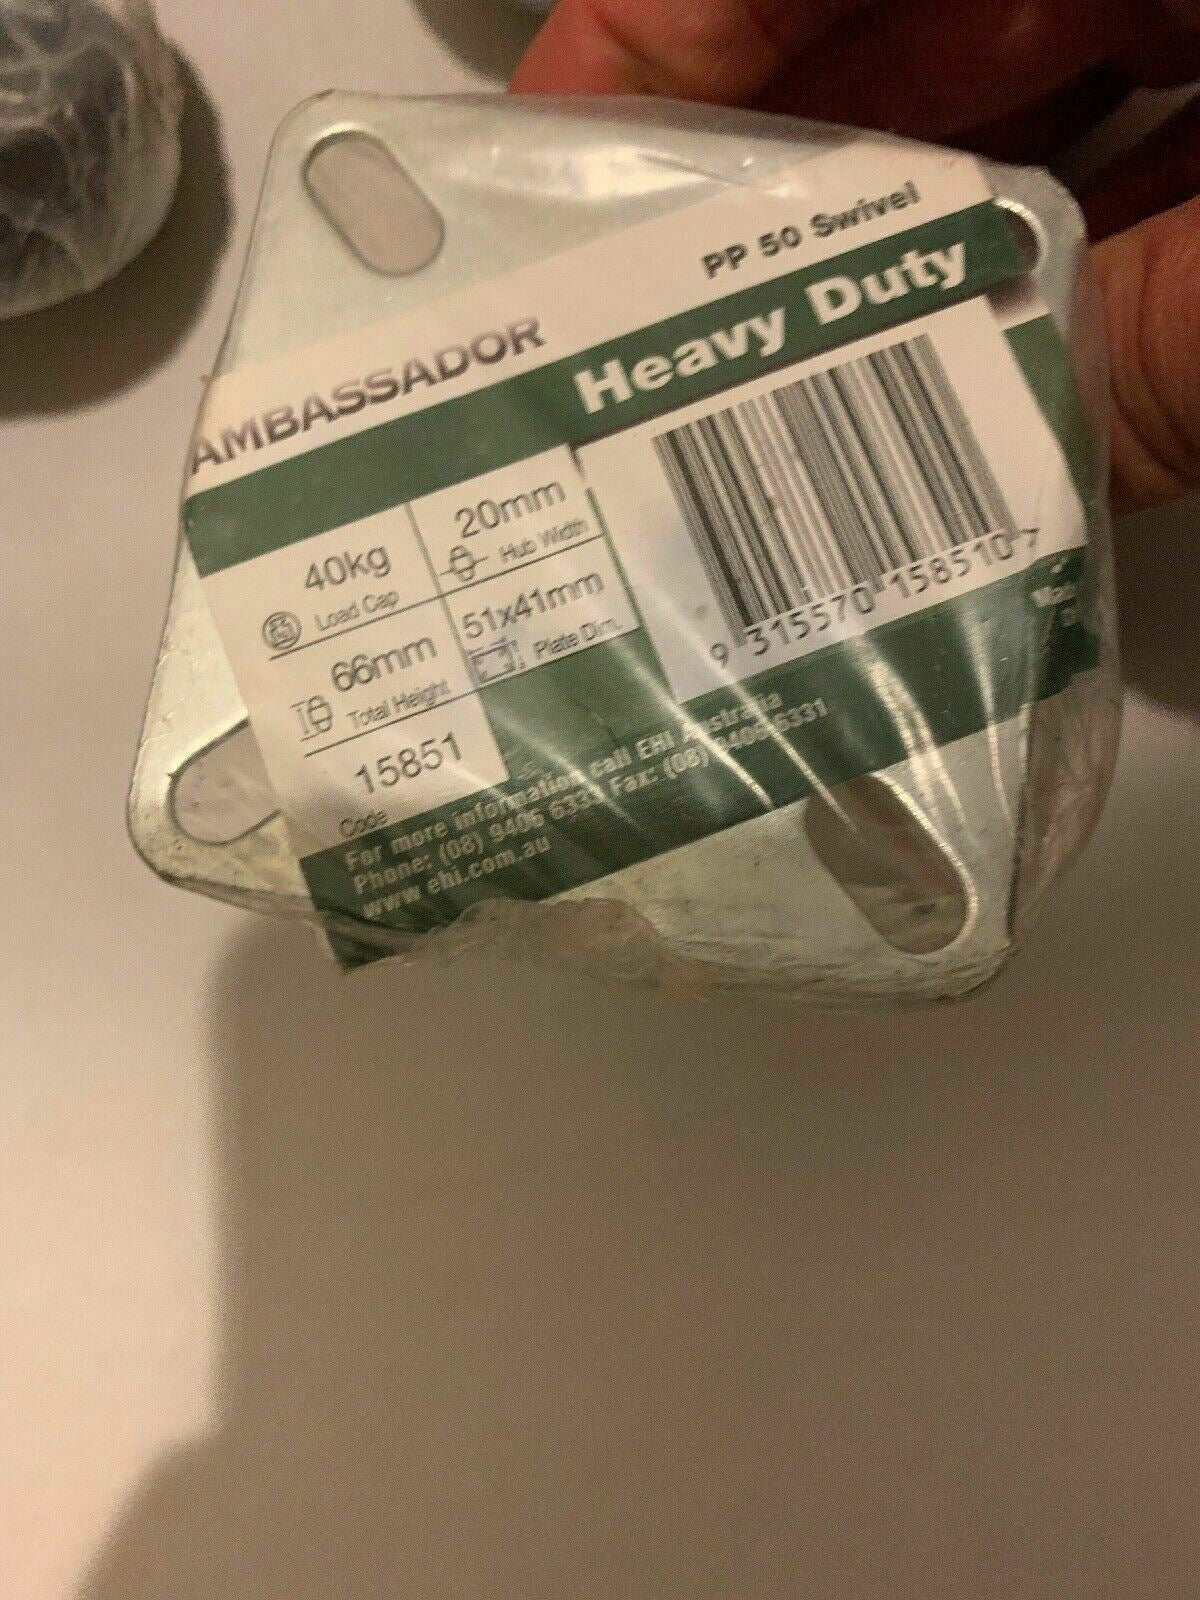 PP 50 Swivel
AMBASSADOR
Heavy Duty
40kg
Load Cap
20mm
Hub Width
66mm
Total Height
51x41mm
Plate Dim.
15851
Code
9 315570 158510 7
For more information call EHI Australia
Phone: (08) 9406 6333 Fax: (08) 9406 6331
www ehi.com.au